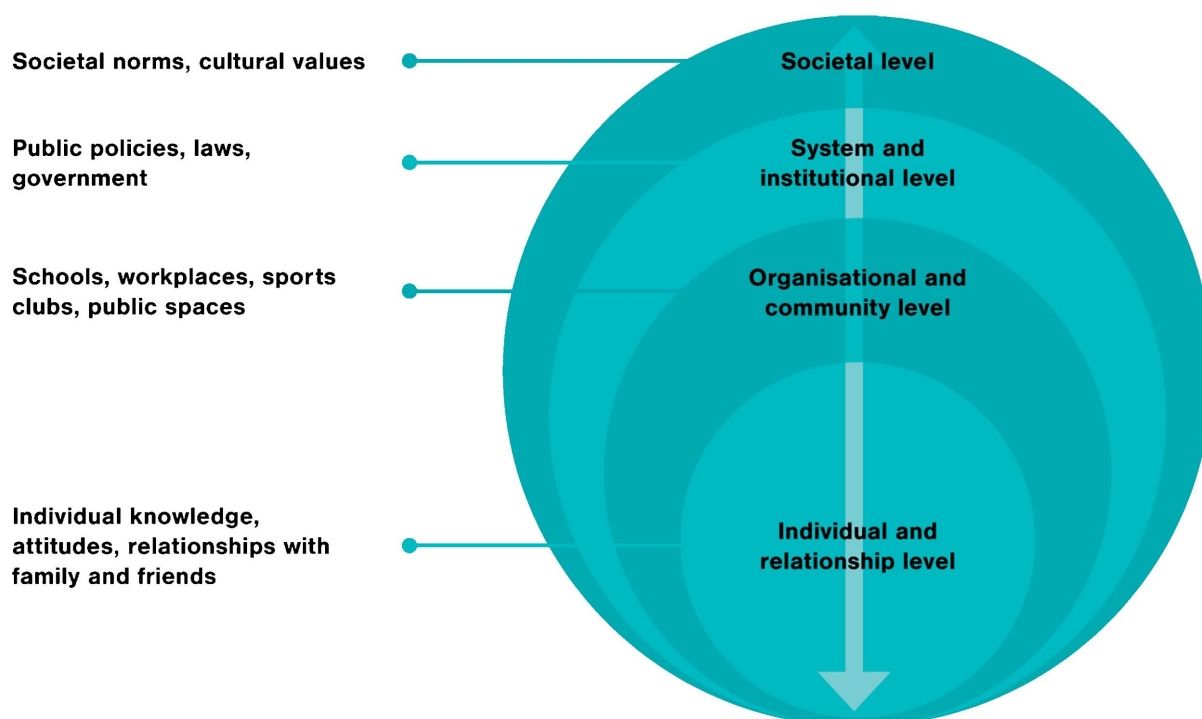 Societal norms, cultural values
Societal level
Public policies, laws,
government
System and
institutional level
Schools, workplaces, sports
clubs, public spaces
Organisational and
community level
Individual knowledge,
attitudes, relationships with
family and friends
Individual and
relationship level